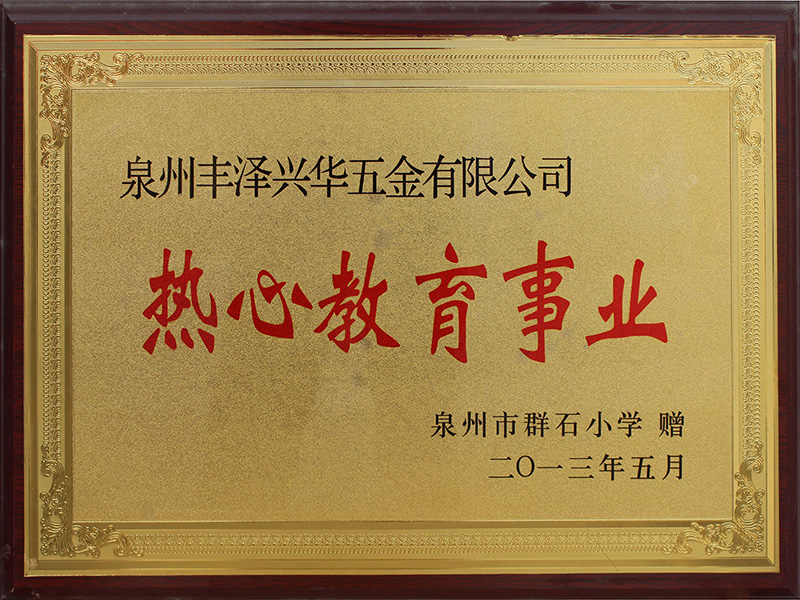 泉州丰泽兴华五金有限公司
热心教育事业
泉州市群石小学 赠
二〇一三年五月